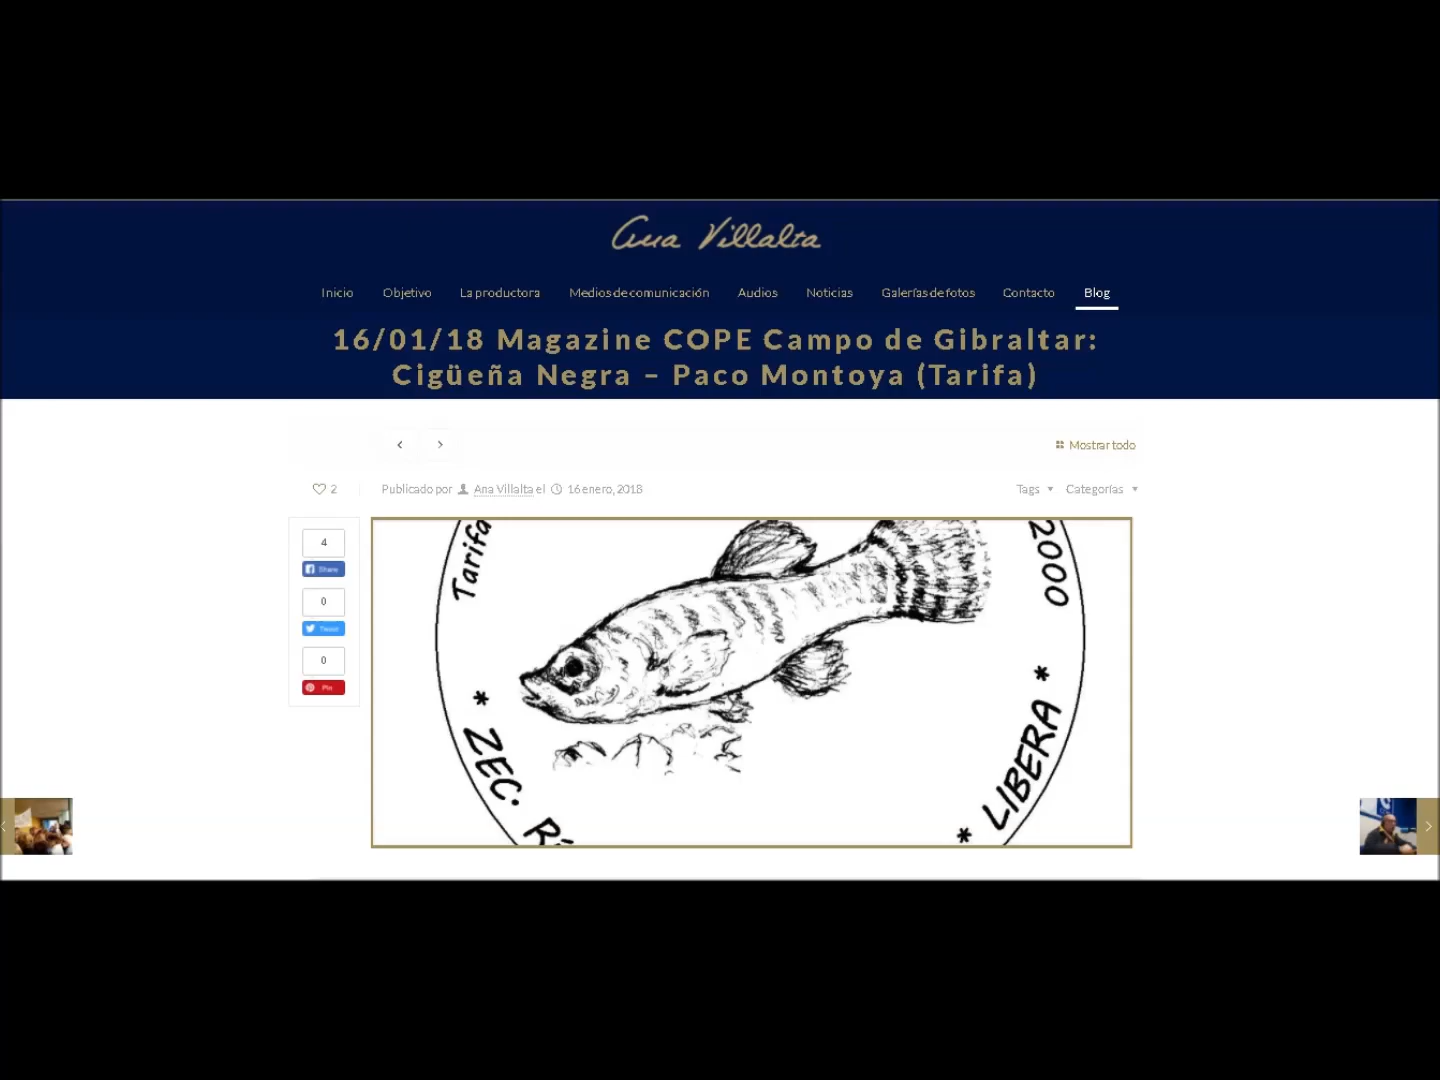 Ana Villalta
Inicio Objetivo La productora Medios de comunicación Audios Noticias Galerías de fotos Contacto Blog
16/01/18 Magazine COPE Campo de Gibraltar:
Cigüeña Negra – Paco Montoya (Tarifa)
Mostrar todo
2 Publicado por Ana Villalta el 16 enero, 2018 Tags Categorías
4
Share
0
Tweet
0
Pin
Tarifa
2000
* ZEC. Rí
* LIBERA *